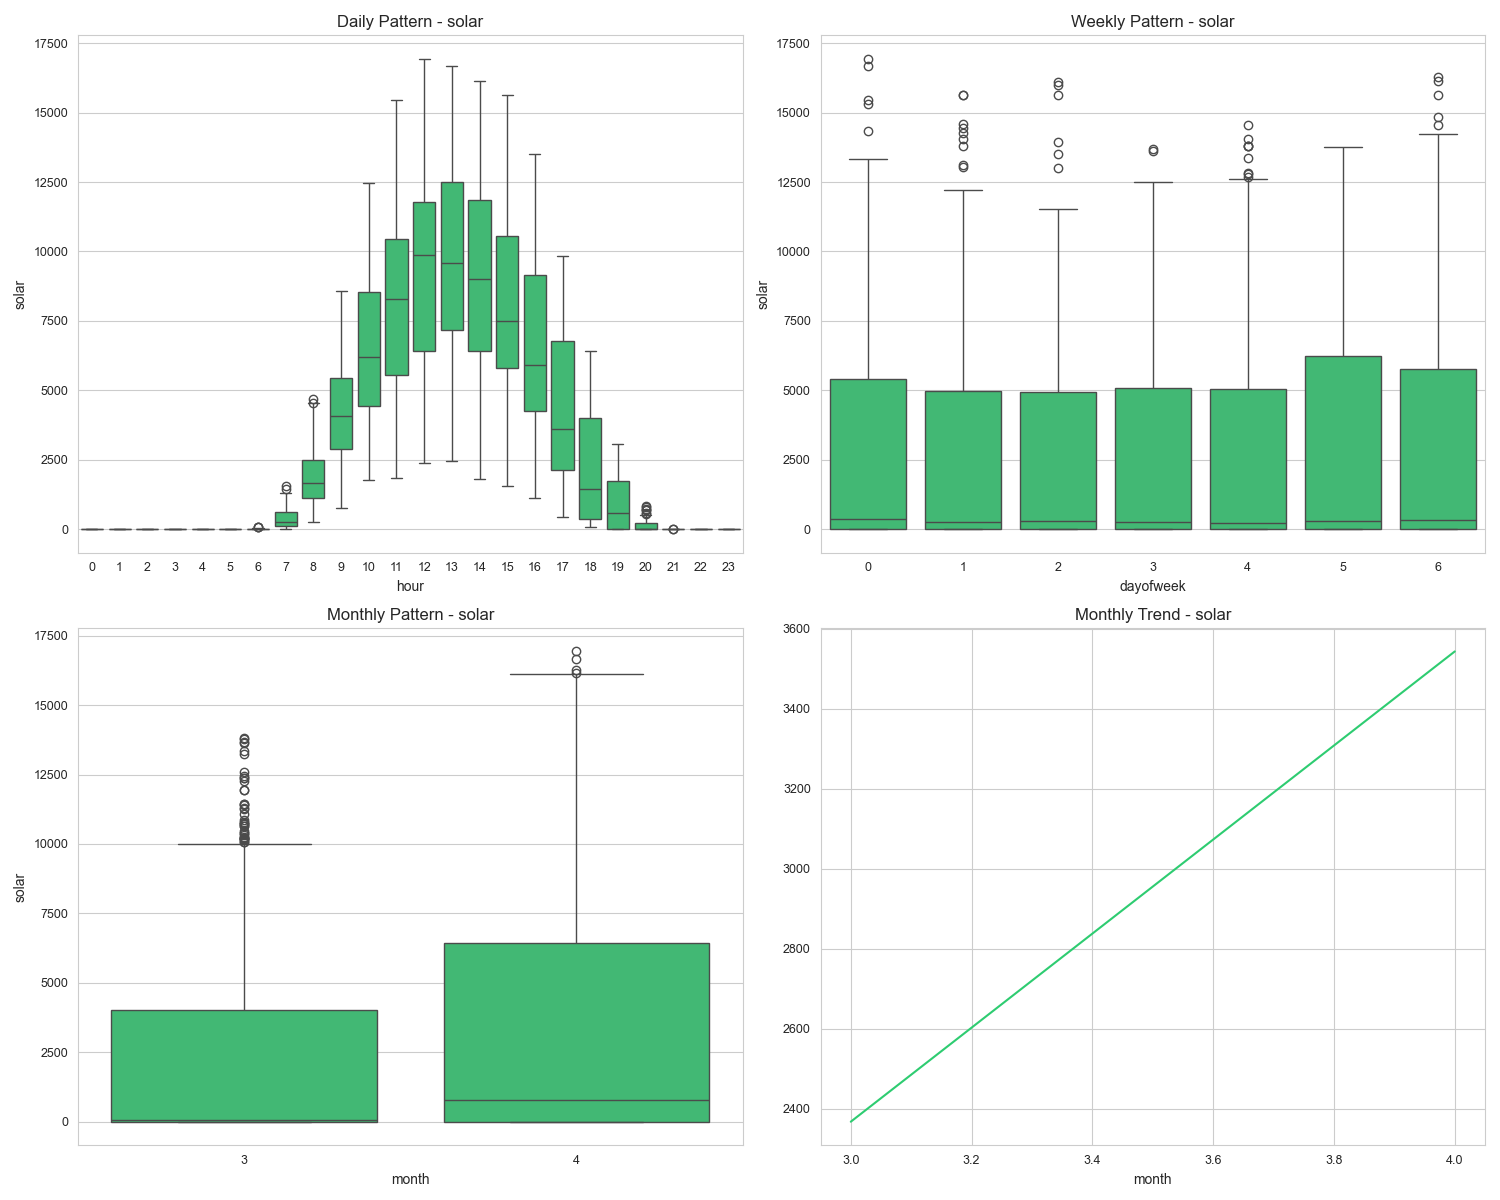 Daily Pattern - solar
17500
15000
12500
10000
7500
5000
2500
0
solar
0 1 2 3 4 5 6 7 8 9 10 11 12 13 14 15 16 17 18 19 20 21 22 23
hour
Weekly Pattern - solar
17500
15000
12500
10000
7500
5000
2500
0
solar
0 1 2 3 4 5 6
dayofweek
Monthly Pattern - solar
17500
15000
12500
10000
7500
5000
2500
0
solar
3 4
month
Monthly Trend - solar
3600
3400
3200
3000
2800
2600
2400
3.0 3.2 3.4 3.6 3.8 4.0
month